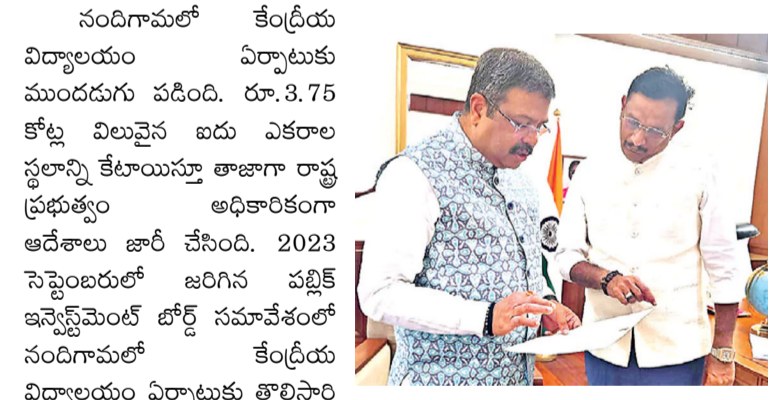 నందిగామలో కేంద్రీయ
విద్యాలయం ఏర్పాటుకు
ముందడుగు పడింది. రూ.3.75
కోట్ల విలువైన ఐదు ఎకరాల
స్థలాన్ని కేటాయిస్తూ తాజాగా రాష్ట్ర
ప్రభుత్వం అధికారికంగా
ఆదేశాలు జారీ చేసింది. 2023
సెప్టెంబరులో జరిగిన పబ్లిక్
ఇన్వెస్ట్‌మెంట్ బోర్డ్ సమావేశంలో
నందిగామలో కేంద్రీయ
విద్యాలయం ఏర్పాటుకు తొలిసారి